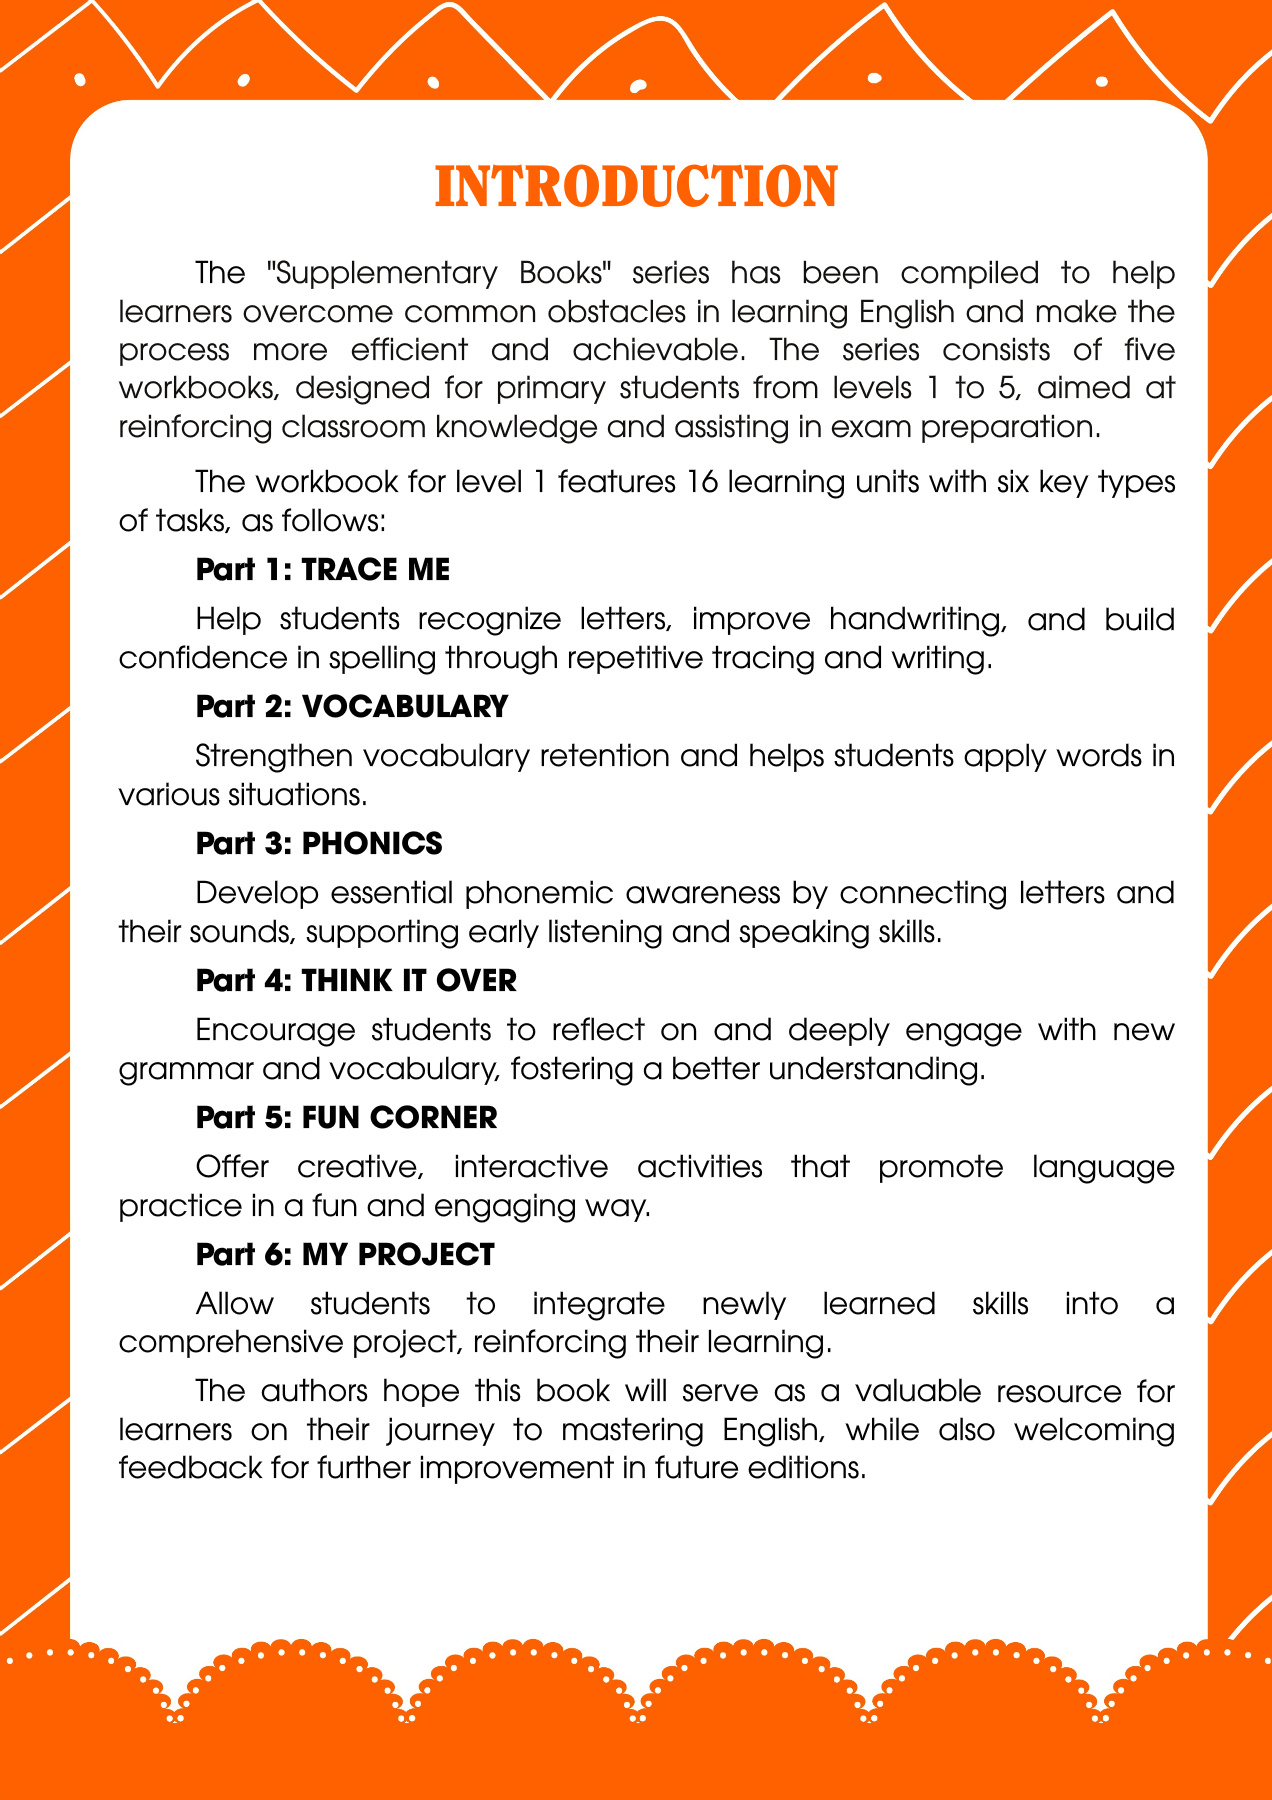 INTRODUCTION
The "Supplementary Books" series has been compiled to help
learners overcome common obstacles in learning English and make the
process more efficient and achievable. The series consists of five
workbooks, designed for primary students from levels 1 to 5, aimed at
reinforcing classroom knowledge and assisting in exam preparation.
The workbook for level 1 features 16 learning units with six key types
of tasks, as follows:
Part 1: TRACE ME
Help students recognize letters, improve handwriting, and build
confidence in spelling through repetitive tracing and writing.
Part 2: VOCABULARY
Strengthen vocabulary retention and helps students apply words in
various situations.
Part 3: PHONICS
Develop essential phonemic awareness by connecting letters and
their sounds, supporting early listening and speaking skills.
Part 4: THINK IT OVER
Encourage students to reflect on and deeply engage with new
grammar and vocabulary, fostering a better understanding.
Part 5: FUN CORNER
Offer creative, interactive activities that promote language
practice in a fun and engaging way.
Part 6: MY PROJECT
Allow students to integrate newly learned skills into a
comprehensive project, reinforcing their learning.
The authors hope this book will serve as a valuable resource for
learners on their journey to mastering English, while also welcoming
feedback for further improvement in future editions.